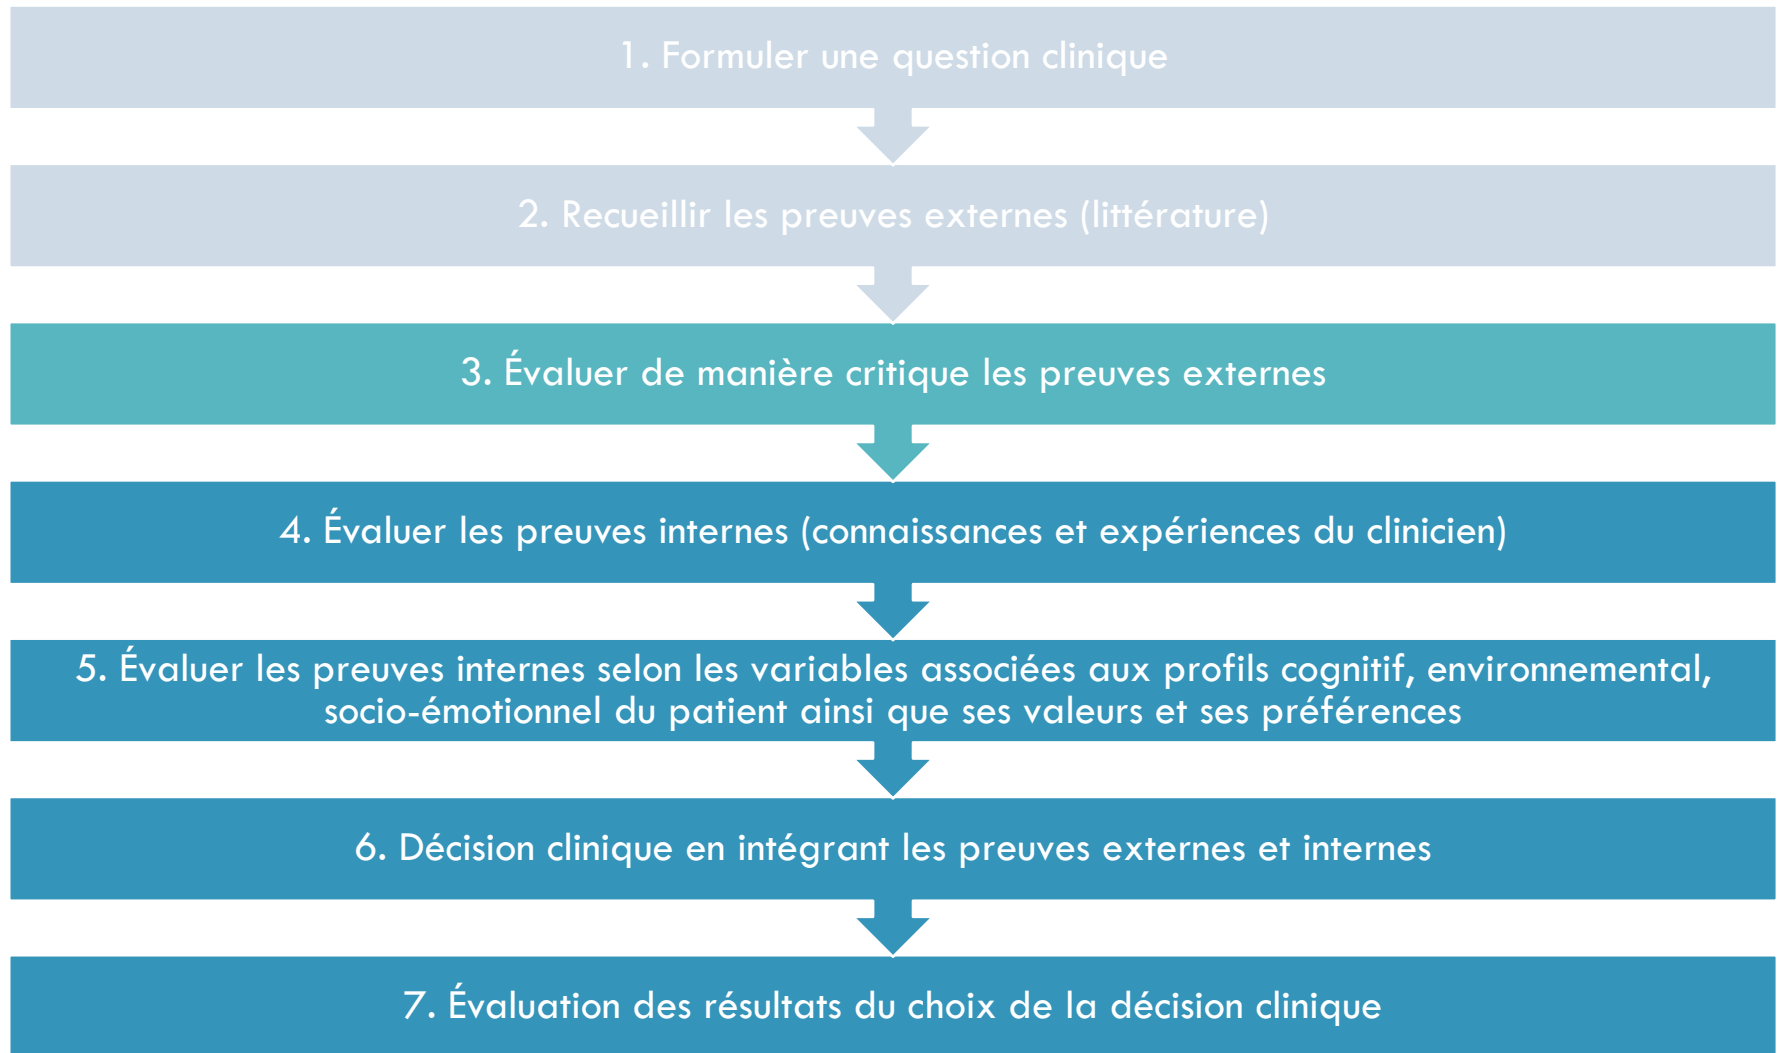 1. Formuler une question clinique
2. Recueillir les preuves externes (littérature)
3. Évaluer de manière critique les preuves externes
4. Évaluer les preuves internes (connaissances et expériences du clinicien)
5. Évaluer les preuves internes selon les variables associées aux profils cognitif, environnemental,
socio-émotionnel du patient ainsi que ses valeurs et ses préférences
6. Décision clinique en intégrant les preuves externes et internes
7. Évaluation des résultats du choix de la décision clinique